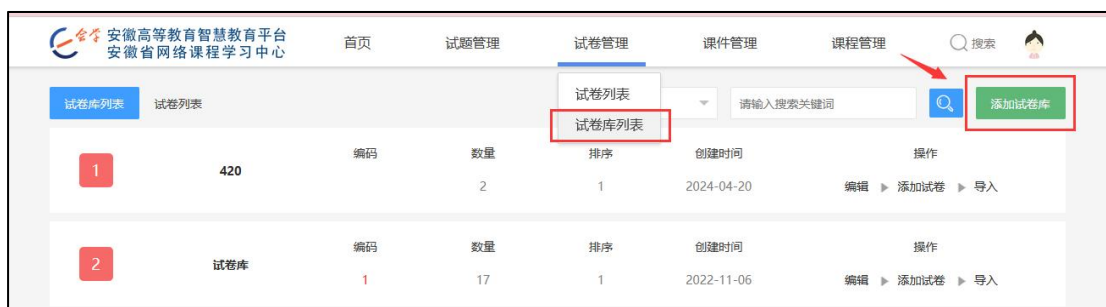 会学 安徽高等教育智慧教育平台
安徽省网络课程学习中心
首页 试题管理 试卷管理 课件管理 课程管理 搜索
试卷库列表 试卷列表 请输入搜索关键词 添加试卷库
试卷列表
试卷库列表
编码 数量 排序 创建时间 操作
1 420 2 1 2024-04-20 编辑 添加试卷 导入
编码 数量 排序 创建时间 操作
2 试卷库 1 17 1 2022-11-06 编辑 添加试卷 导入